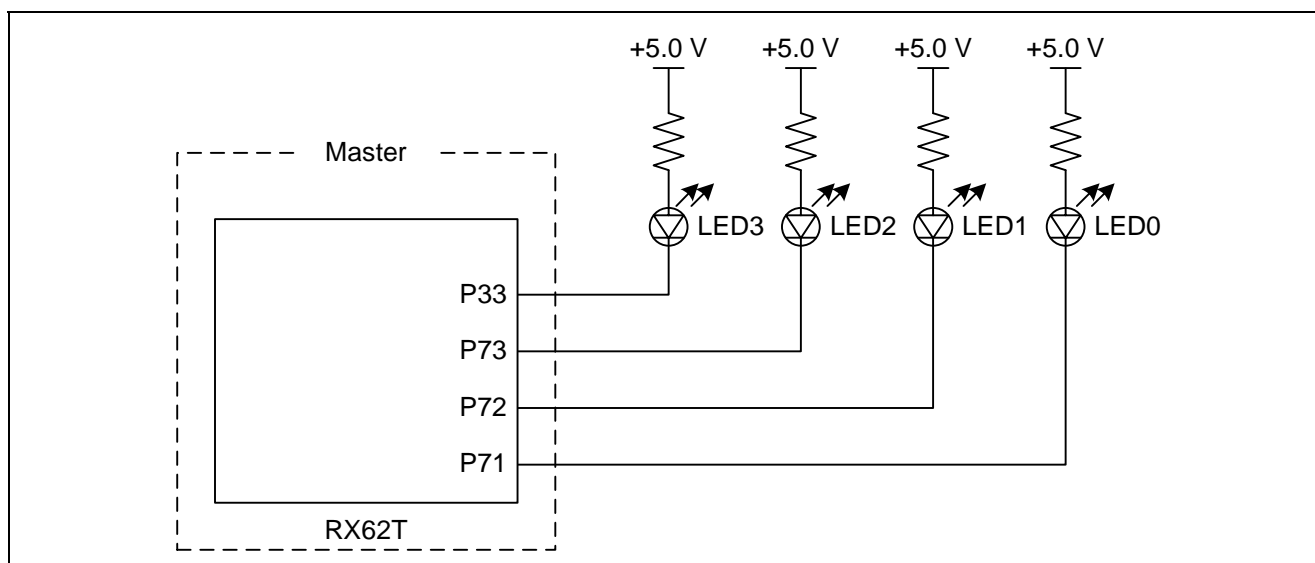 +5.0 V +5.0 V +5.0 V +5.0 V
Master
LED3 LED2 LED1 LED0
P33
P73
P72
P71
RX62T